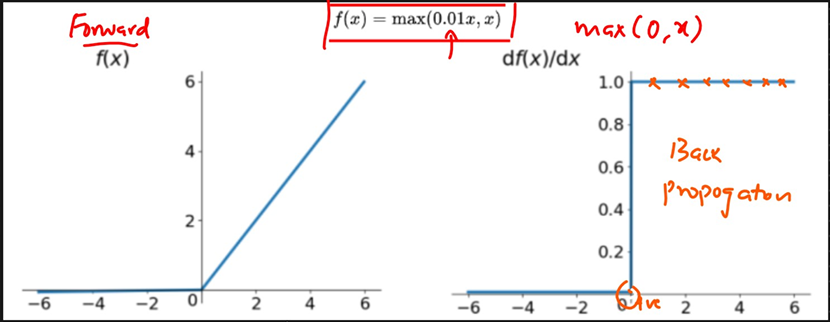 Forward
f(x) = max(0.01x, x)
max(0,x)
f(x)
df(x)/dx
6
4
2
−6 −4 −2 0 2 4 6
1.0
0.8
0.6
0.4
0.2
−6 −4 −2 0 2 4 6
Back
propogation